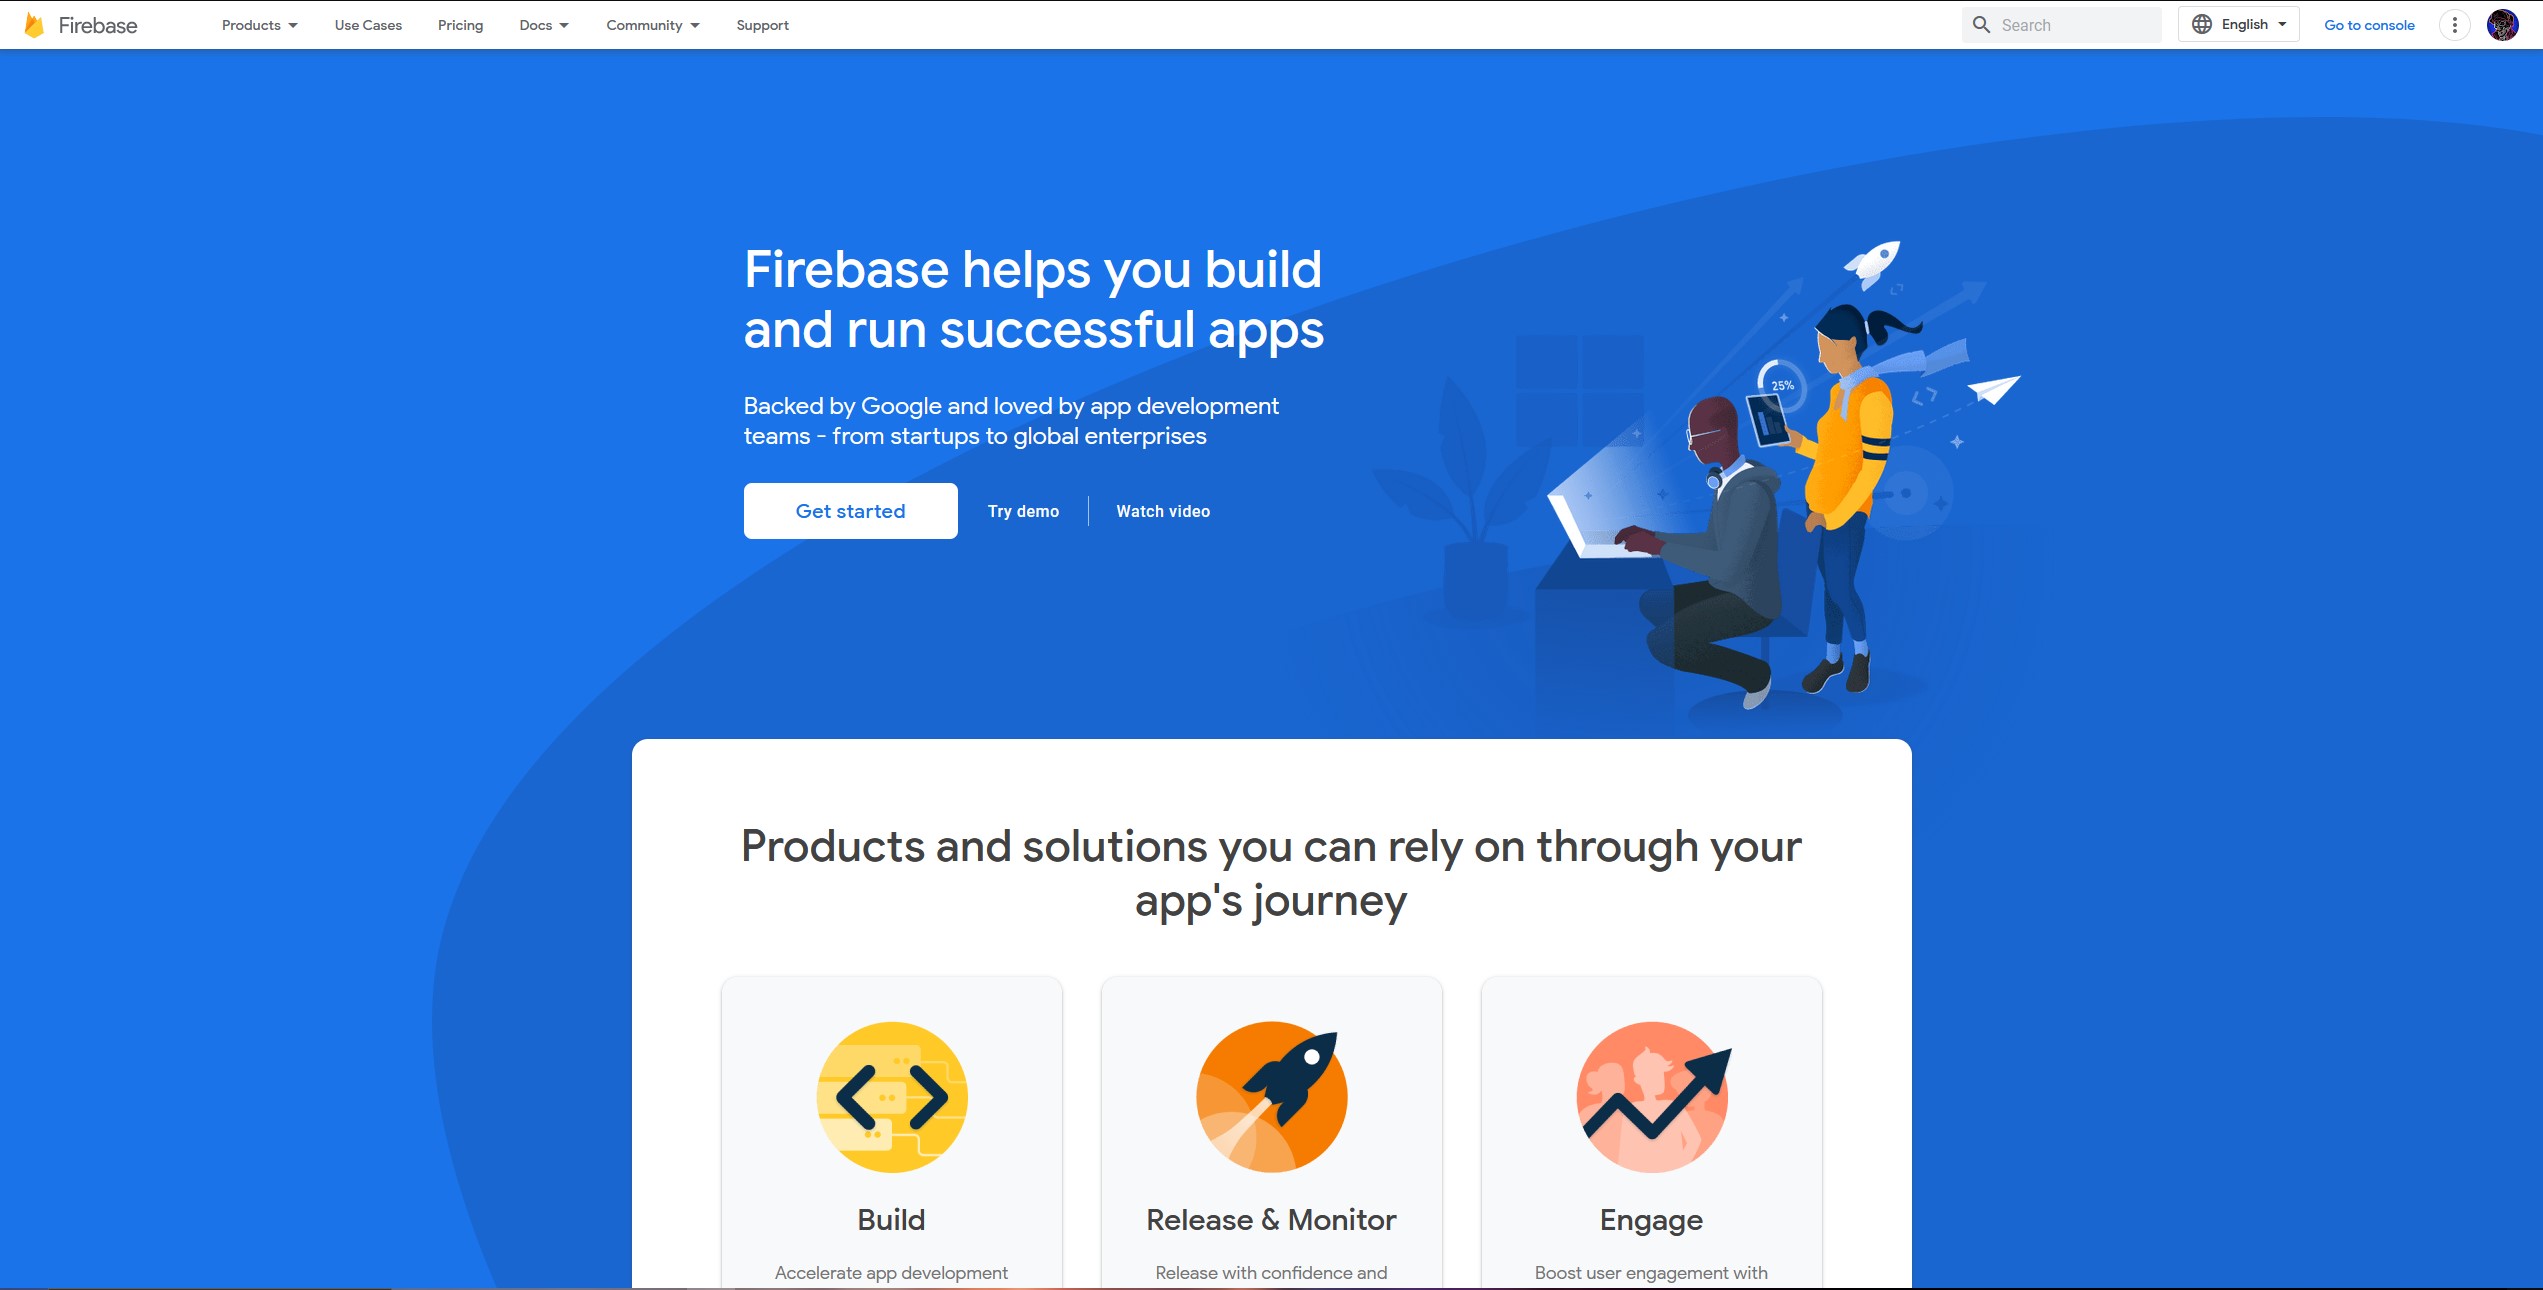 Firebase
Products
Use Cases
Pricing
Docs
Community
Support
Search
English
Go to console
Firebase helps you build
and run successful apps
Backed by Google and loved by app development
teams - from startups to global enterprises
Get started
Try demo
Watch video
25%
Products and solutions you can rely on through your
app's journey
Build
Accelerate app development
Release & Monitor
Release with confidence and
Engage
Boost user engagement with